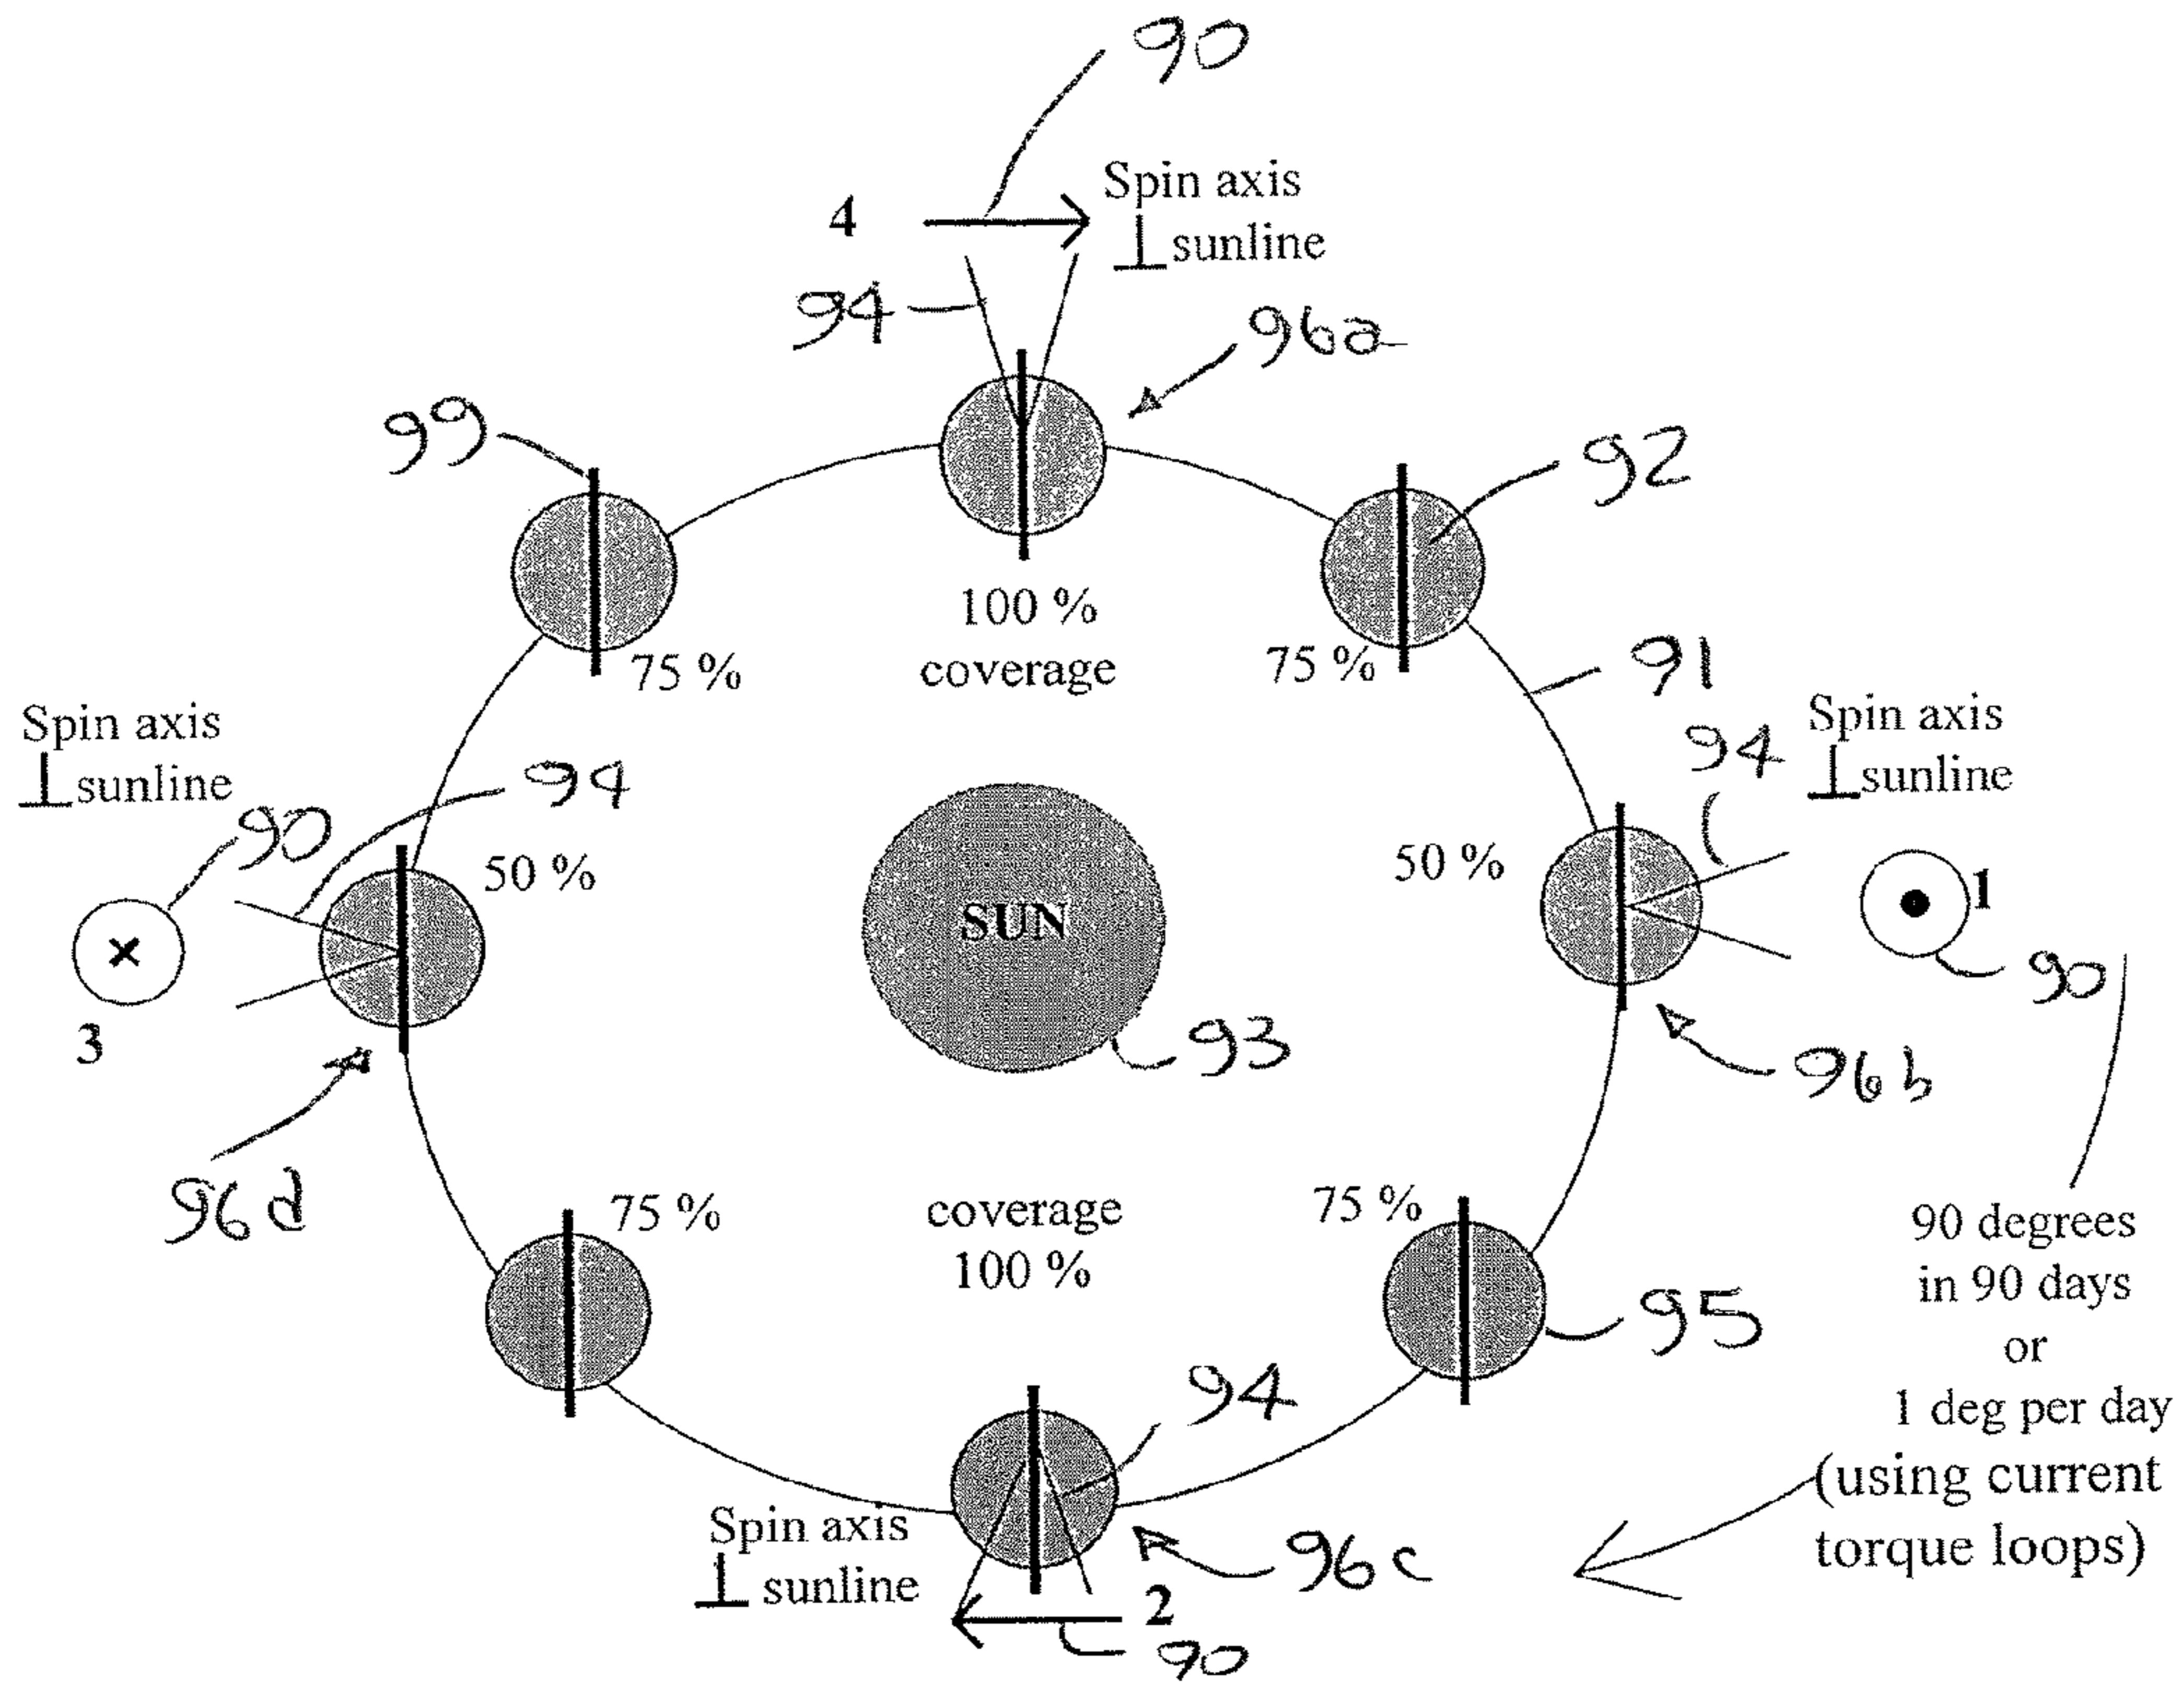 90
4
Spin axis
⊥ sunline
94
96a
99
92
100 %
coverage
75 %
75 %
91
Spin axis
⊥ sunline
94
Spin axis
⊥ sunline
94
90
50 %
50 %
1
SUN
3
90
93
96b
96d
75 %
coverage
100 %
75 %
90 degrees
in 90 days
or
1 deg per day
(using current
torque loops)
95
94
Spin axis
⊥ sunline
96c
2
90